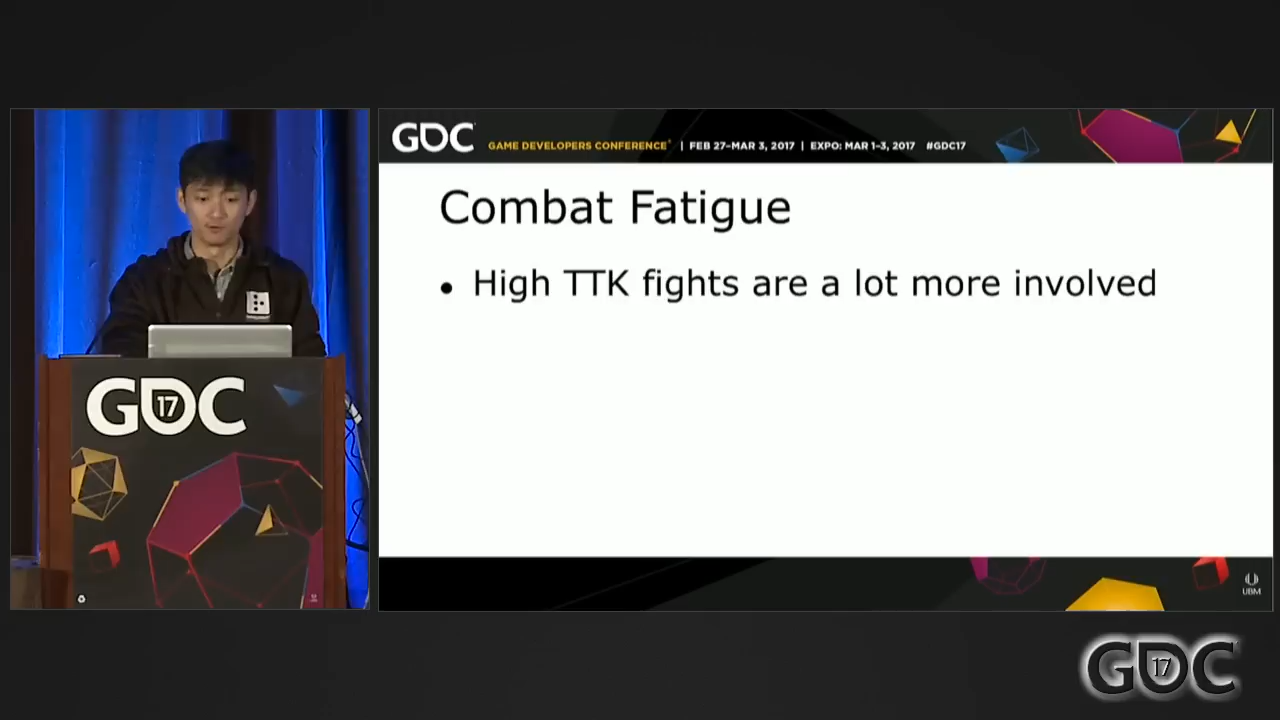 GDC GAME DEVELOPERS CONFERENCE | FEB 27–MAR 3, 2017 | EXPO: MAR 1–3, 2017 #GDC17
Combat Fatigue
• High TTK fights are a lot more involved
GDC
17
UBM
GDC
17